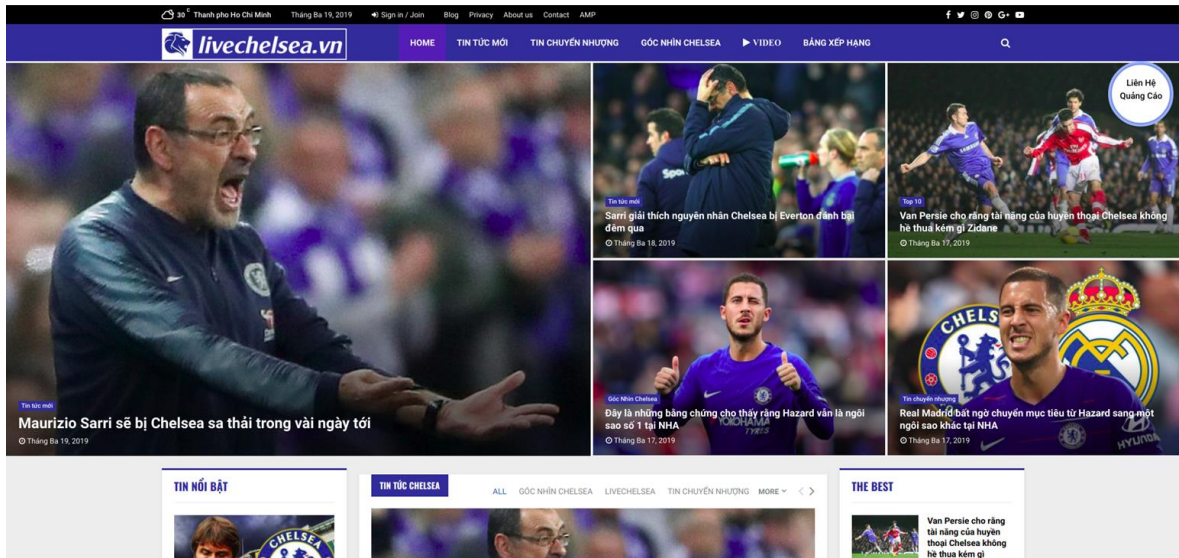 30 C Thanh pho Ho Chi Minh Tháng Ba 19, 2019 Sign in / Join Blog Privacy About us Contact AMP
livechelsea.vn
HOME TIN TỨC MỚI TIN CHUYỂN NHƯỢNG GÓC NHÌN CHELSEA VIDEO BẢNG XẾP HẠNG
Liên Hệ
Quảng Cáo
Tin tức mới
Maurizio Sarri sẽ bị Chelsea sa thải trong vài ngày tới
Tháng Ba 19, 2019
Tin tức mới
Sarri giải thích nguyên nhân Chelsea bị Everton đánh bại
đêm qua
Tháng Ba 18, 2019
Top 10
Van Persie cho rằng tài năng của huyền thoại Chelsea không
hề thua kém gì Zidane
Tháng Ba 17, 2019
YOKOHAMA
TYRES
Góc Nhìn Chelsea
Đây là những bằng chứng cho thấy rằng Hazard vẫn là ngôi
sao số 1 tại NHA
Tháng Ba 17, 2019
CHELS
HYUNDA
Tin chuyển nhượng
Real Madrid bất ngờ chuyển mục tiêu từ Hazard sang một
ngôi sao khác tại NHA
Tháng Ba 17, 2019
TIN NỔI BẬT
CHELSEA
TIN TỨC CHELSEA
ALL GÓC NHÌN CHELSEA LIVECHELSEA TIN CHUYỂN NHƯỢNG MORE
THE BEST
Van Persie cho rằng
tài năng của huyền
thoại Chelsea không
hề thua kém gì